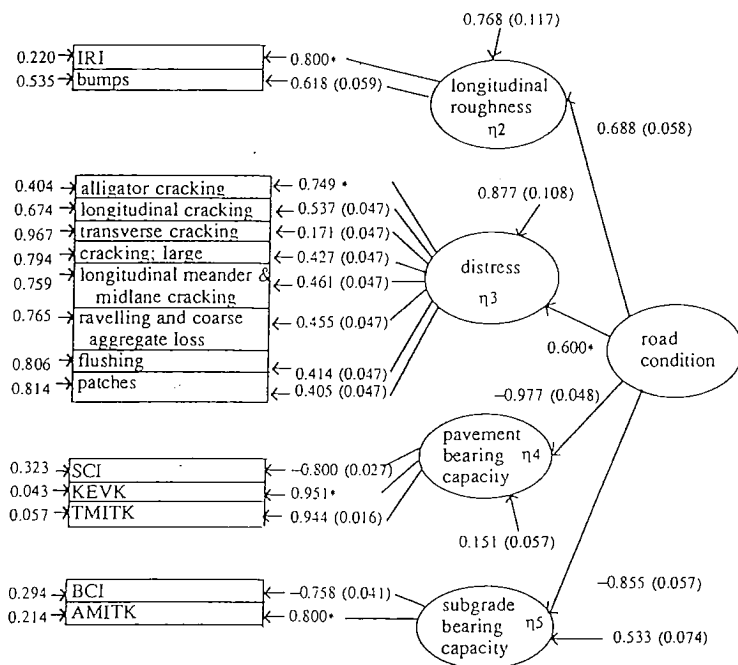 0.768 (0.117)
0.220 IRI 0.800*
0.535 bumps 0.618 (0.059)
longitudinal
roughness
η2
0.688 (0.058)
0.404 alligator cracking 0.749 *
0.674 longitudinal cracking 0.537 (0.047)
0.967 transverse cracking 0.171 (0.047)
0.794 cracking; large 0.427 (0.047)
0.759 longitudinal meander & 0.461 (0.047)
midlane cracking
0.765 ravelling and coarse 0.455 (0.047)
aggregate loss
0.806 flushing 0.414 (0.047)
0.814 patches 0.405 (0.047)
0.877 (0.108)
distress
η3
0.600*
road
condition
-0.977 (0.048)
pavement
bearing η4
capacity
0.323 SCI -0.800 (0.027)
0.043 KEVK 0.951*
0.057 TMITK 0.944 (0.016)
0.151 (0.057)
-0.855 (0.057)
0.294 BCI -0.758 (0.041)
0.214 AMITK 0.800*
subgrade η5
bearing
capacity
0.533 (0.074)